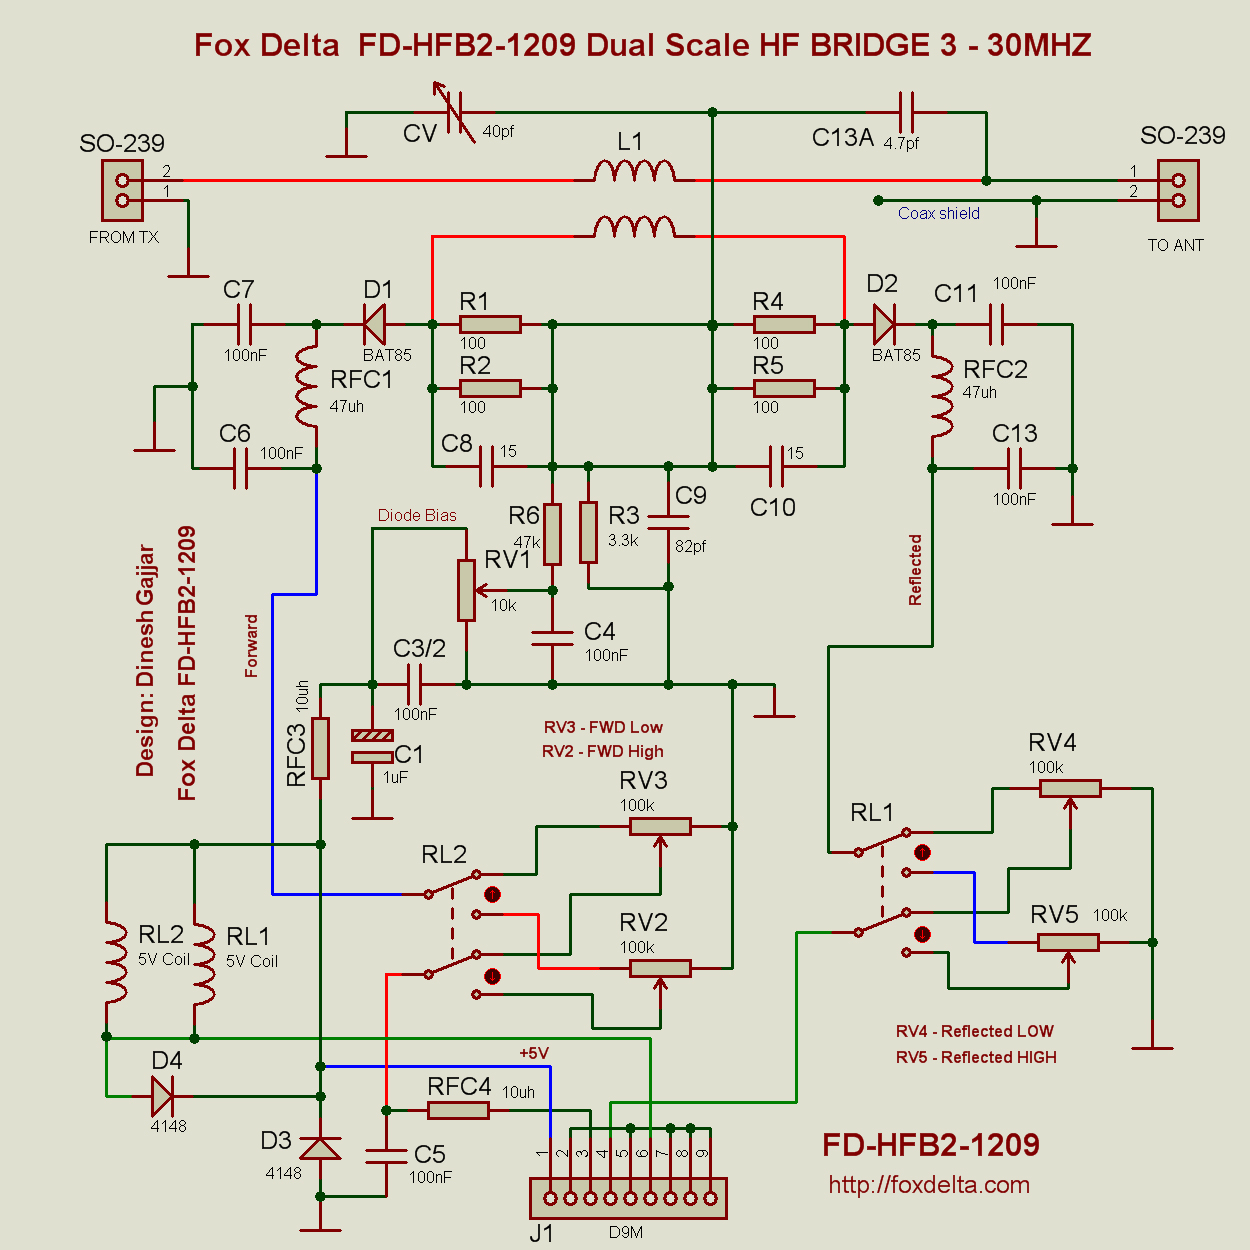 Fox Delta  FD-HFB2-1209 Dual Scale HF BRIDGE 3 - 30MHZ
CV
40pf
C13A
4.7pf
SO-239
2
1
FROM TX
L1
SO-239
1
2
TO ANT
Coax shield
C7
100nF
D1
BAT85
R1
100
R4
100
D2
BAT85
C11
100nF
RFC1
47uh
R2
100
R5
100
RFC2
47uh
C6
100nF
C8
15
C10
15
C13
100nF
Diode Bias
R6
47k
R3
3.3k
C9
82pf
RV1
10k
Reflected
Design: Dinesh Gajjar
Fox Delta FD-HFB2-1209
Forward
C3/2
100nF
C4
100nF
RFC3
10uh
C1
1uF
RV3 - FWD Low
RV2 - FWD High
RV3
100k
RV4
100k
RL1
RL2
RV2
100k
RV5
100k
RL2
5V Coil
RL1
5V Coil
RV4 - Reflected LOW
RV5 - Reflected HIGH
+5V
D4
4148
RFC4
10uh
D3
4148
C5
100nF
1
2
3
4
5
6
7
8
9
J1
D9M
FD-HFB2-1209
http://foxdelta.com